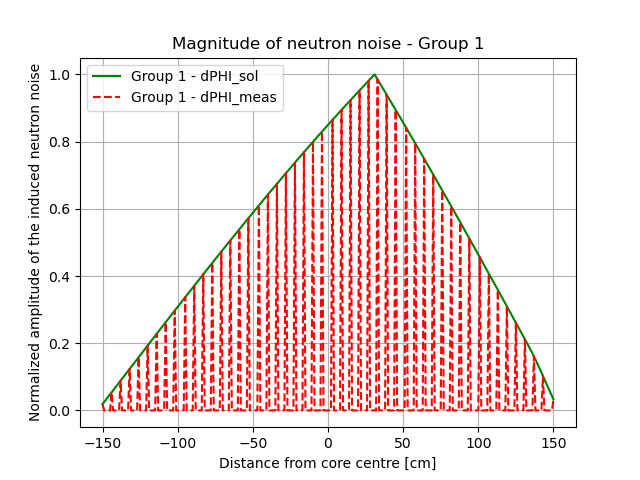 Magnitude of neutron noise - Group 1
Group 1 - dPHI_sol
Group 1 - dPHI_meas
Normalized amplitude of the induced neutron noise
1.0
0.8
0.6
0.4
0.2
0.0
−150 −100 −50 0 50 100 150
Distance from core centre [cm]